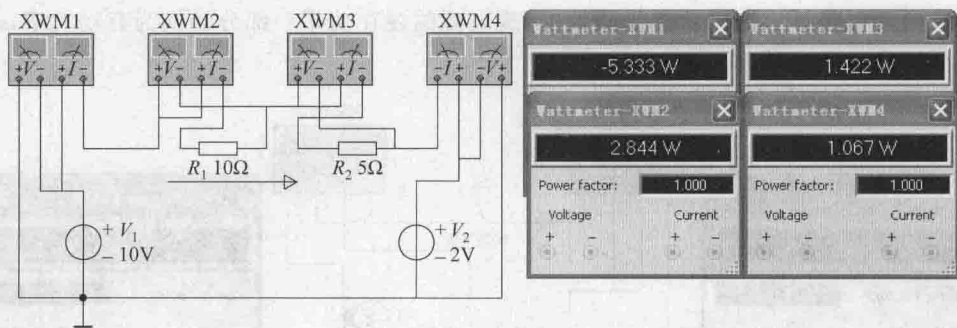 XWM1
XWM2
XWM3
XWM4
+V- +I-
+V- +I-
+V- +I-
-I+ -V+
R1 10Ω
R2 5Ω
+ V1
- 10V
+ V2
- 2V
Wattmeter-XWM1
-5.333 W
Wattmeter-XWM3
1.422 W
Wattmeter-XWM2
2.844 W
Power factor: 1.000
Voltage Current
+ - + -
Wattmeter-XWM4
1.067 W
Power factor: 1.000
Voltage Current
+ - + -